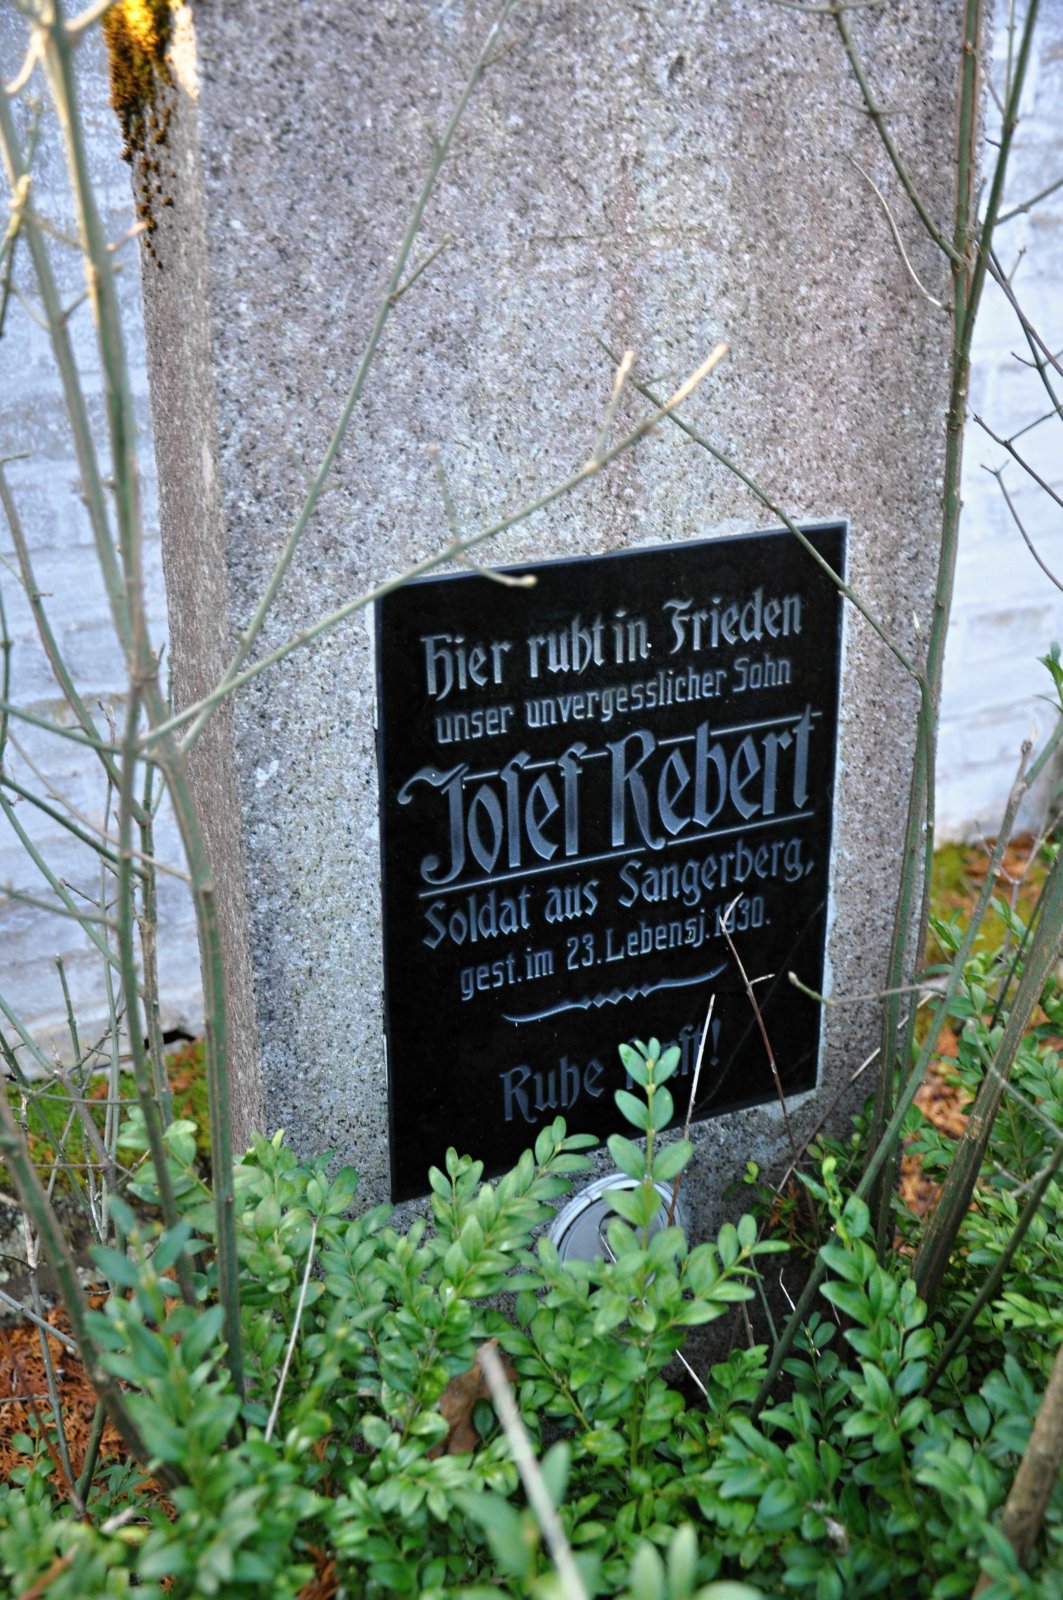 Hier ruht in Frieden
unser unvergesslicher Sohn
Josef Rebert
Soldat aus Sangerberg,
gest. im 23. Lebensj. 1930.
Ruhe